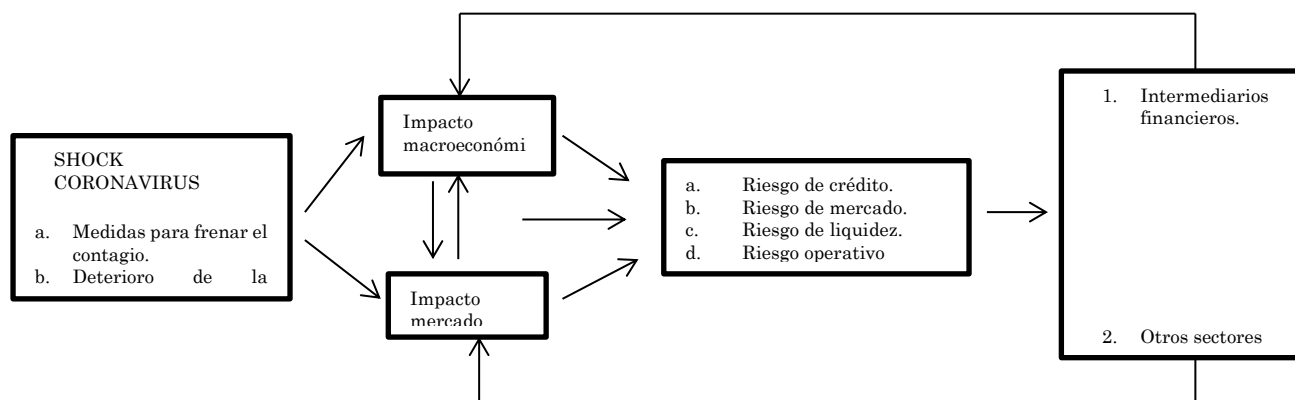 SHOCK
CORONAVIRUS
a. Medidas para frenar el
contagio.
b. Deterioro de la
Impacto
macroeconómi
Impacto
mercado
a. Riesgo de crédito.
b. Riesgo de mercado.
c. Riesgo de liquidez.
d. Riesgo operativo
1. Intermediarios
financieros.
2. Otros sectores